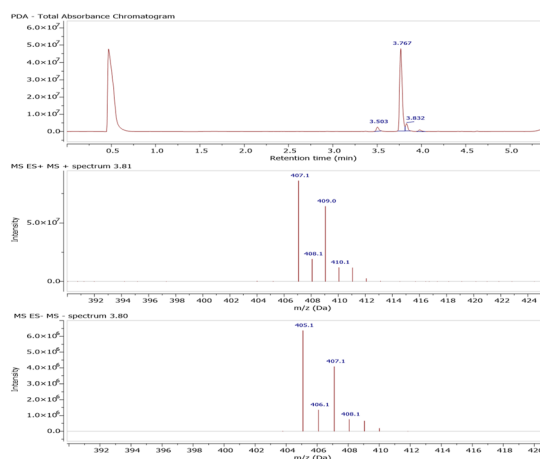 PDA - Total Absorbance Chromatogram
6.0×10⁷
5.0×10⁷
4.0×10⁷
3.0×10⁷
2.0×10⁷
1.0×10⁷
0.0
3.767
3.503
3.832
0.5 1.0 1.5 2.0 2.5 3.0 3.5 4.0 4.5 5.0
Retention time (min)
MS ES+ MS + spectrum 3.81
Intensity
5.0×10⁷
0.0
407.1
409.0
408.1
410.1
392 394 396 398 400 402 404 406 408 410 412 414 416 418 420 422 424
m/z (Da)
MS ES- MS - spectrum 3.80
Intensity
6.0×10⁶
5.0×10⁶
4.0×10⁶
3.0×10⁶
2.0×10⁶
1.0×10⁶
0.0
405.1
407.1
406.1
408.1
392 394 396 398 400 402 404 406 408 410 412 414 416 418 420
m/z (Da)